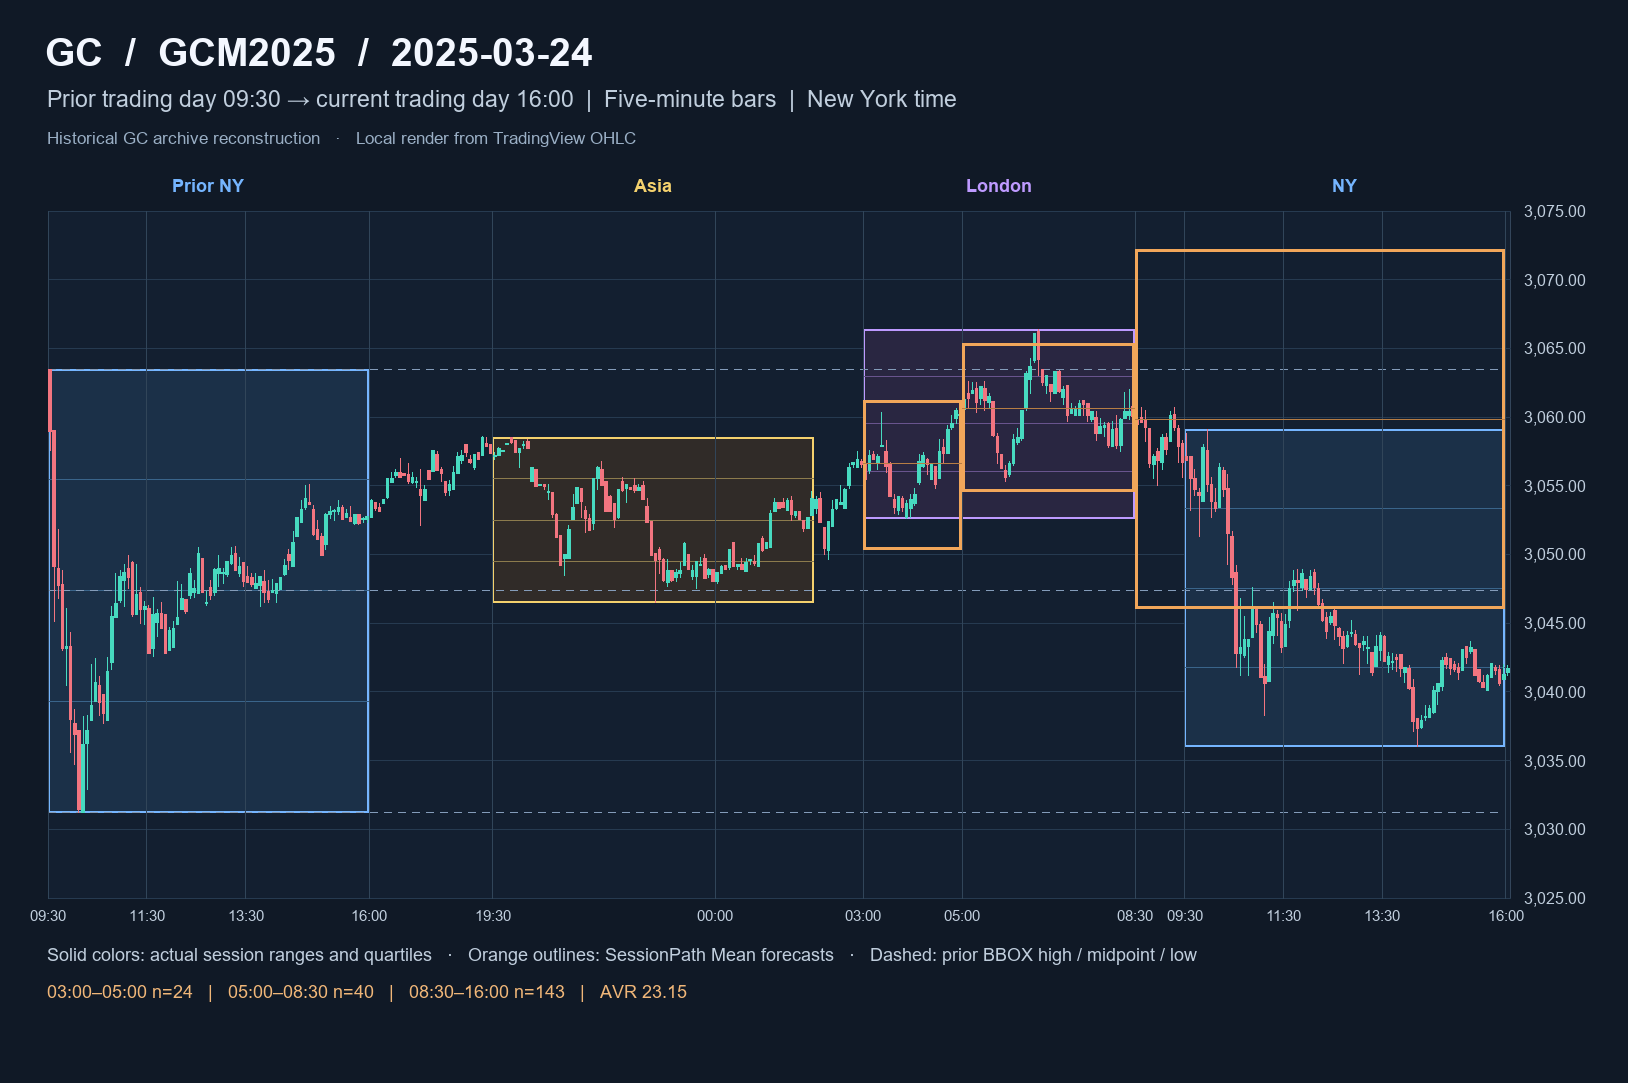 GC / GCM2025 / 2025-03-24
Prior trading day 09:30 → current trading day 16:00 | Five-minute bars | New York time
Historical GC archive reconstruction · Local render from TradingView OHLC
Prior NY Asia London NY
3,075.00
3,070.00
3,065.00
3,060.00
3,055.00
3,050.00
3,045.00
3,040.00
3,035.00
3,030.00
3,025.00
09:30 11:30 13:30 16:00 19:30 00:00 03:00 05:00 08:30 09:30 11:30 13:30 16:00
Solid colors: actual session ranges and quartiles · Orange outlines: SessionPath Mean forecasts · Dashed: prior BBOX high / midpoint / low
03:00–05:00 n=24 | 05:00–08:30 n=40 | 08:30–16:00 n=143 | AVR 23.15